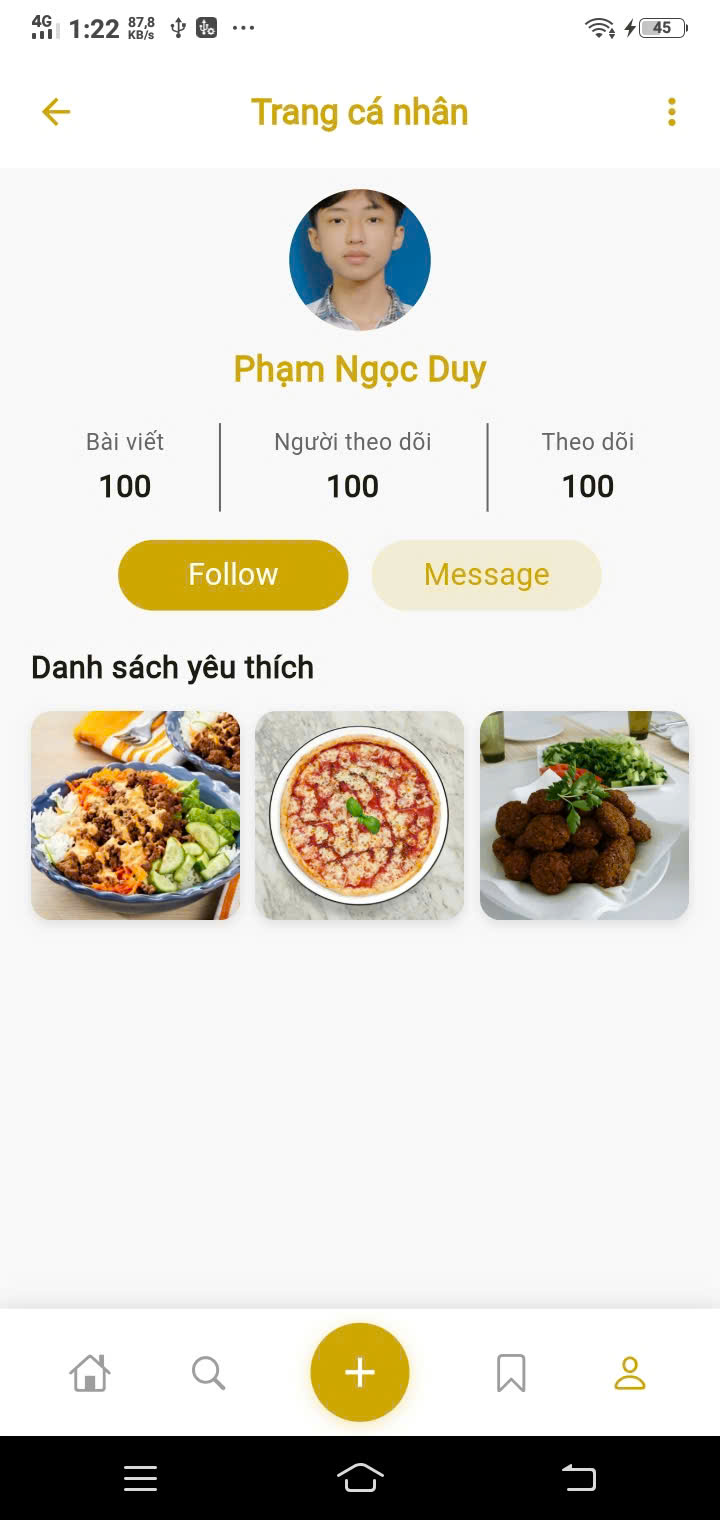 4G 1:22 87,8 KB/s 45
Trang cá nhân
Phạm Ngọc Duy
Bài viết Người theo dõi Theo dõi
100 100 100
Follow Message
Danh sách yêu thích